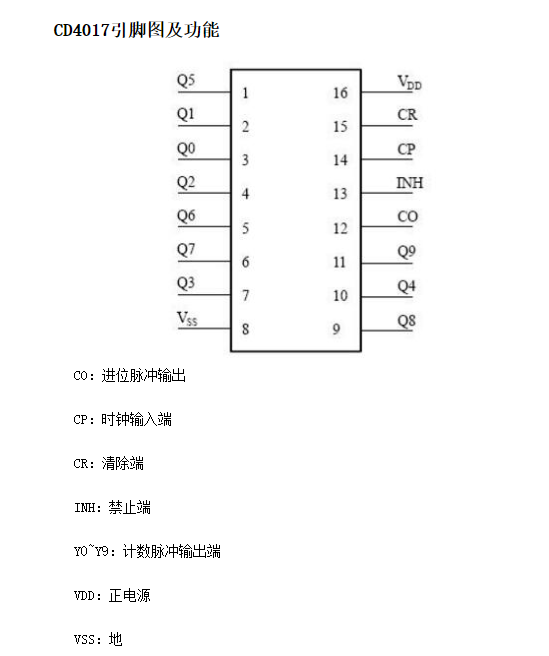 CD4017引脚图及功能
Q5 1 16 VDD
Q1 2 15 CR
Q0 3 14 CP
Q2 4 13 INH
Q6 5 12 CO
Q7 6 11 Q9
Q3 7 10 Q4
VSS 8 9 Q8
CO：进位脉冲输出
CP：时钟输入端
CR：清除端
INH：禁止端
Y0~Y9：计数脉冲输出端
VDD：正电源
VSS：地